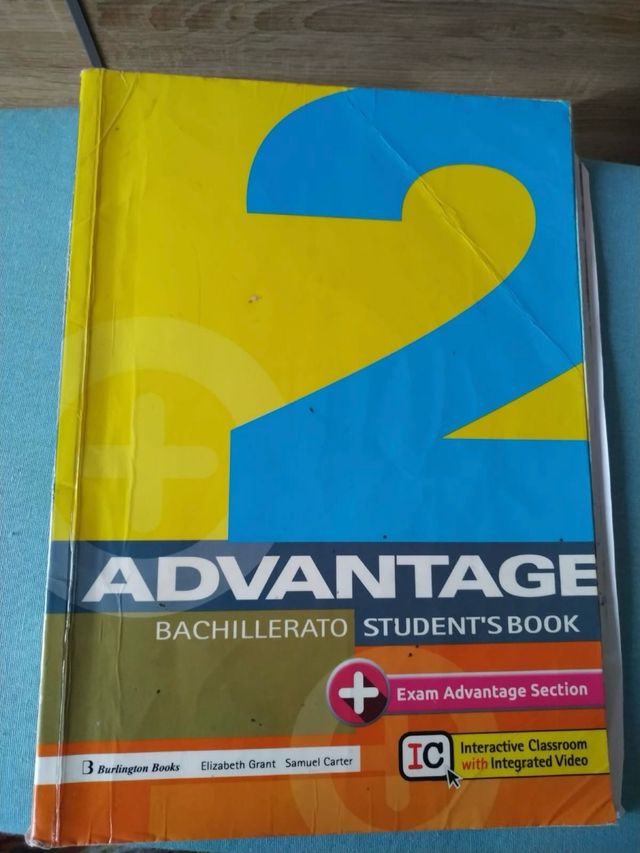 2
ADVANTAGE
BACHILLERATO STUDENT'S BOOK
+ Exam Advantage Section
B Burlington Books Elizabeth Grant Samuel Carter
IC Interactive Classroom
with Integrated Video